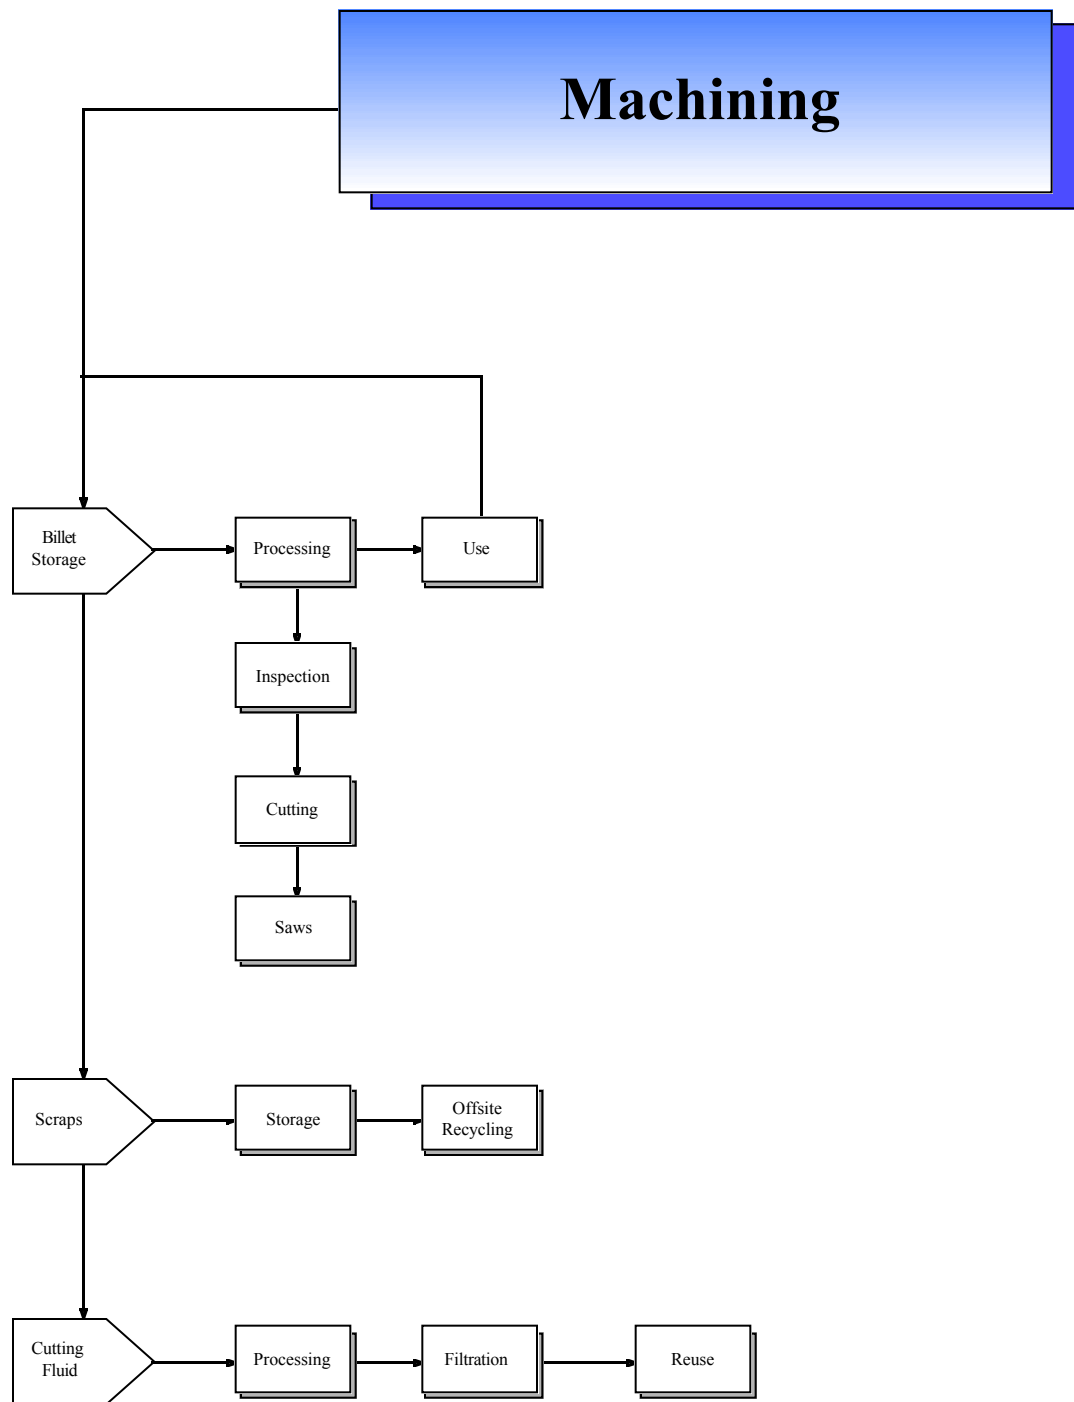 Machining
Billet
Storage
Processing
Use
Inspection
Cutting
Saws
Scraps
Storage
Offsite
Recycling
Cutting
Fluid
Processing
Filtration
Reuse